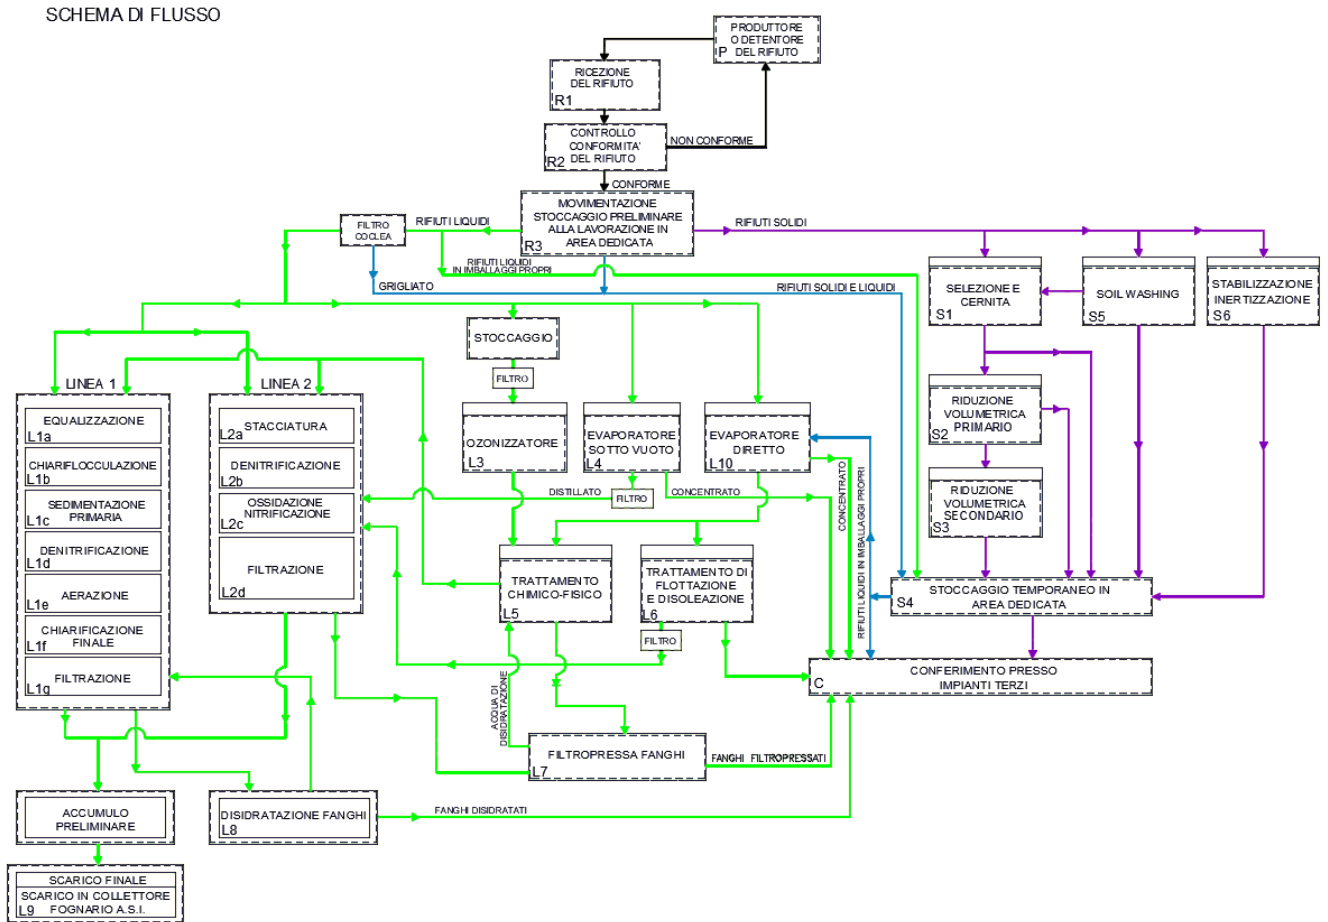 SCHEMA DI FLUSSO
PRODUTTORE
O DETENTORE
DEL RIFIUTO
P
RICEZIONE
DEL RIFIUTO
R1
CONTROLLO
CONFORMITA'
DEL RIFIUTO
R2
NON CONFORME
CONFORME
MOVIMENTAZIONE
STOCCAGGIO PRELIMINARE
ALLA LAVORAZIONE IN
AREA DEDICATA
R3
FILTRO
COCLEA
RIFIUTI LIQUIDI
RIFIUTI SOLIDI
RIFIUTI LIQUIDI
IN IMBALLAGGI PROPRI
GRIGLIATO
RIFIUTI SOLIDI E LIQUIDI
SELEZIONE E
CERNITA
S1
SOIL WASHING
S5
STABILIZZAZIONE
INERTIZZAZIONE
S6
STOCCAGGIO
FILTRO
LINEA 1
LINEA 2
EQUALIZZAZIONE
L1a
CHIARIFLOCCULAZIONE
L1b
SEDIMENTAZIONE
PRIMARIA
L1c
DENITRIFICAZIONE
L1d
AERAZIONE
L1e
CHIARIFICAZIONE
FINALE
L1f
FILTRAZIONE
L1g
STACCIATURA
L2a
DENITRIFICAZIONE
L2b
OSSIDAZIONE
NITRIFICAZIONE
L2c
FILTRAZIONE
L2d
OZONIZZATORE
L3
EVAPORATORE
SOTTO VUOTO
L4
EVAPORATORE
DIRETTO
L10
RIDUZIONE
VOLUMETRICA
PRIMARIO
S2
RIDUZIONE
VOLUMETRICA
SECONDARIO
S3
DISTILLATO
FILTRO
CONCENTRATO
CONCENTRATO
RIFIUTI LIQUIDI IN IMBALLAGGI PROPRI
TRATTAMENTO
CHIMICO-FISICO
L5
TRATTAMENTO DI
FLOTTAZIONE
E DISOLEAZIONE
L6
FILTRO
STOCCAGGIO TEMPORANEO IN
AREA DEDICATA
S4
CONFERIMENTO PRESSO
IMPIANTI TERZI
C
ACQUA DI
DISIDRATAZIONE
FILTROPRESSA FANGHI
L7
FANGHI FILTROPRESSATI
ACCUMULO
PRELIMINARE
DISIDRATAZIONE FANGHI
L8
FANGHI DISIDRATATI
SCARICO FINALE
SCARICO IN COLLETTORE
FOGNARIO A.S.I.
L9